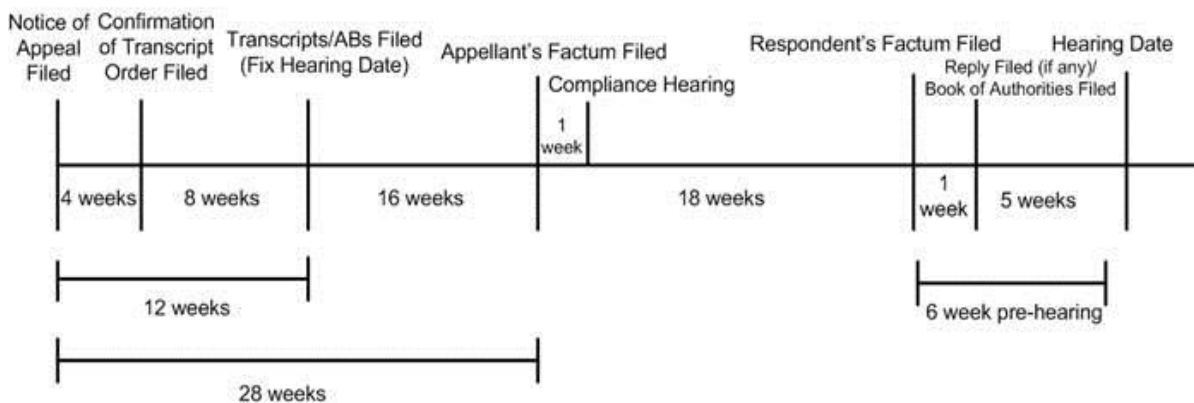 Notice of
Appeal
Filed
Confirmation
of Transcript
Order Filed
Transcripts/ABs Filed
(Fix Hearing Date)
Appellant's Factum Filed
Compliance Hearing
Respondent's Factum Filed
Reply Filed (if any)/
Book of Authorities Filed
Hearing Date
1
week
4 weeks
8 weeks
16 weeks
18 weeks
1
week
5 weeks
12 weeks
6 week pre-hearing
28 weeks